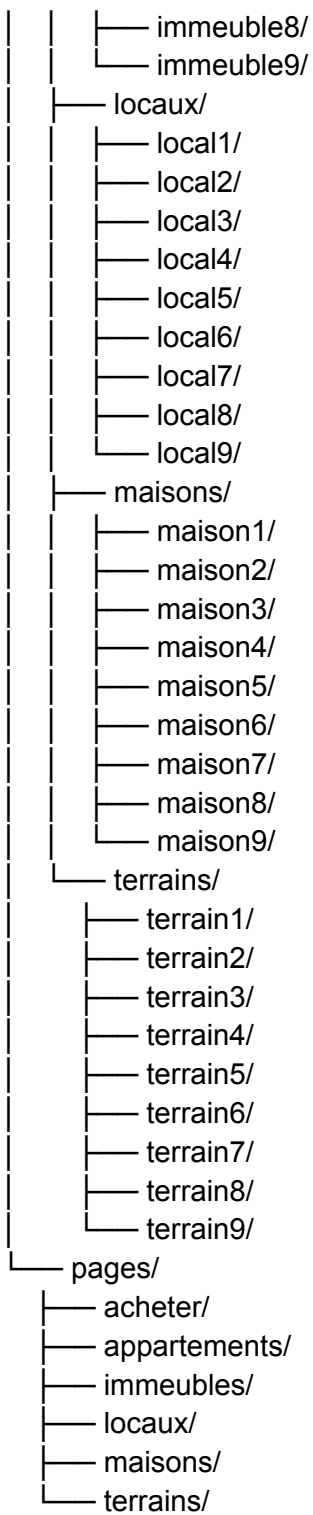 │   │   ├── immeuble8/
│   │   └── immeuble9/
│   ├── locaux/
│   │   ├── local1/
│   │   ├── local2/
│   │   ├── local3/
│   │   ├── local4/
│   │   ├── local5/
│   │   ├── local6/
│   │   ├── local7/
│   │   ├── local8/
│   │   └── local9/
│   ├── maisons/
│   │   ├── maison1/
│   │   ├── maison2/
│   │   ├── maison3/
│   │   ├── maison4/
│   │   ├── maison5/
│   │   ├── maison6/
│   │   ├── maison7/
│   │   ├── maison8/
│   │   └── maison9/
│   └── terrains/
│       ├── terrain1/
│       ├── terrain2/
│       ├── terrain3/
│       ├── terrain4/
│       ├── terrain5/
│       ├── terrain6/
│       ├── terrain7/
│       ├── terrain8/
│       └── terrain9/
└── pages/
    ├── acheter/
    ├── appartements/
    ├── immeubles/
    ├── locaux/
    ├── maisons/
    └── terrains/